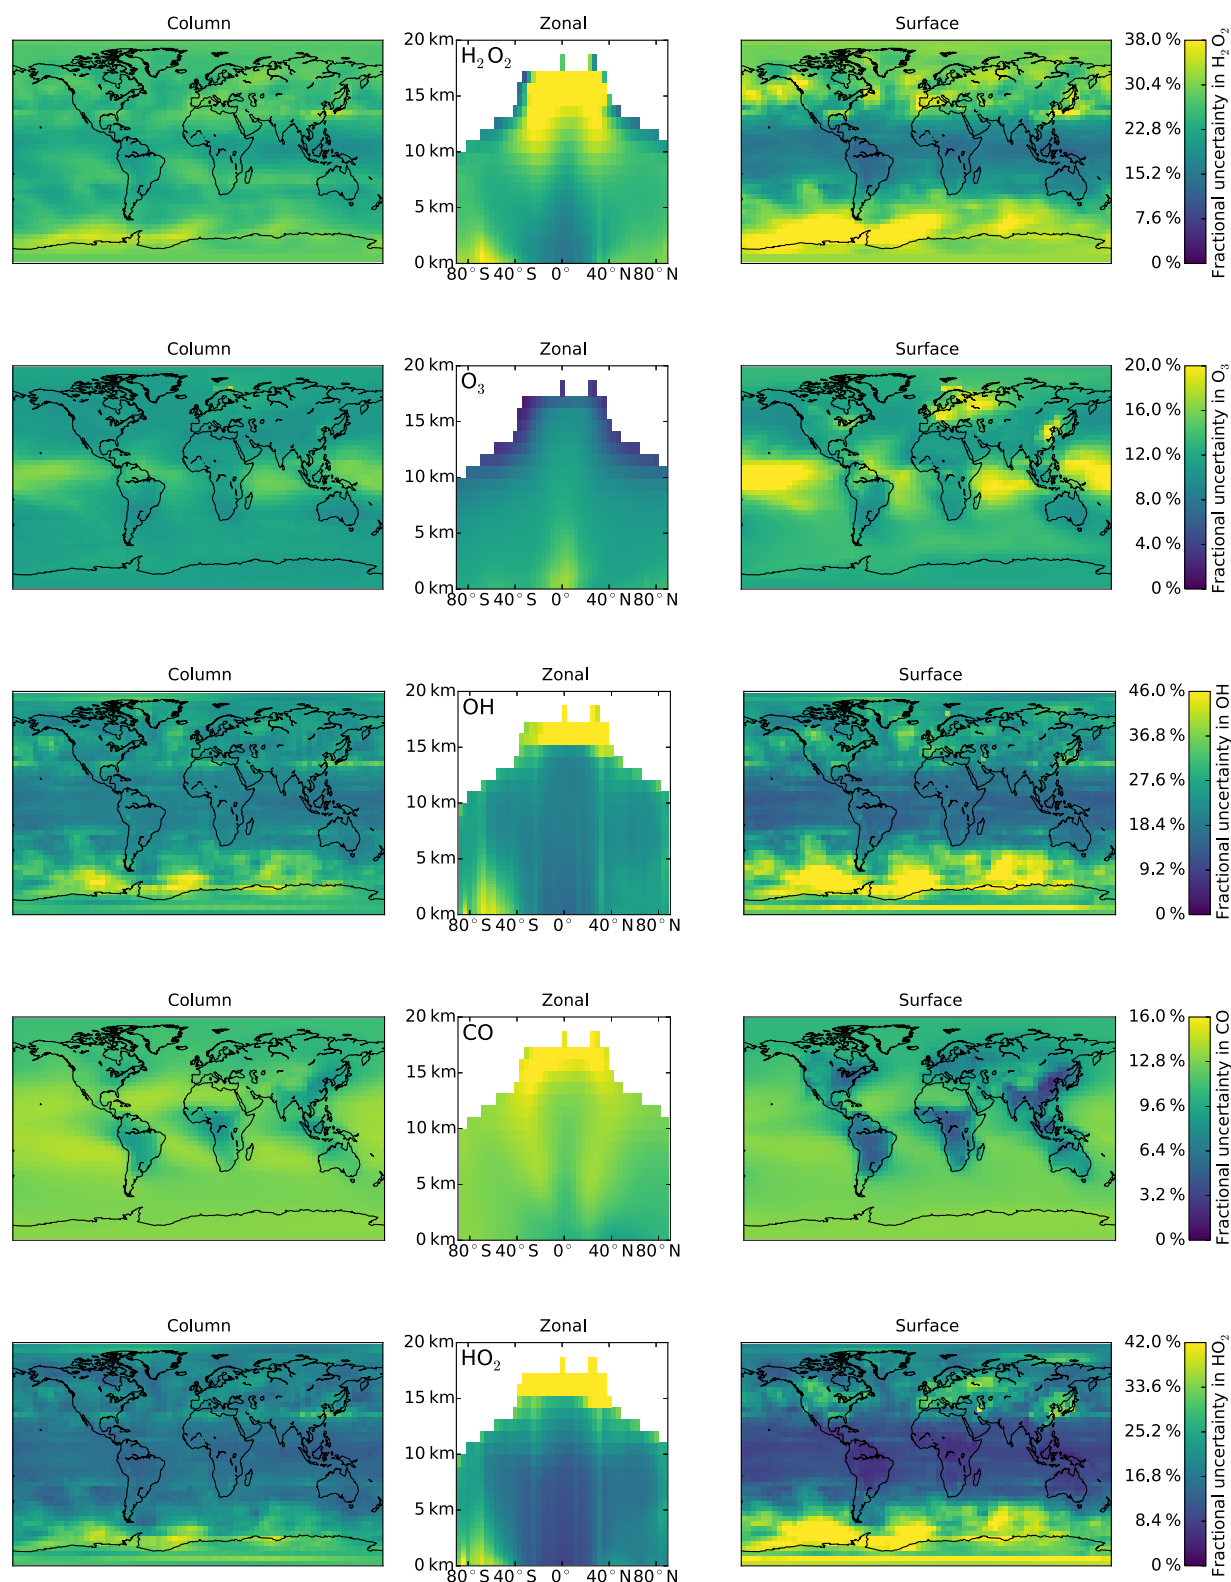 Column Zonal Surface
20 km
15 km
10 km
5 km
0 km
H₂O₂
80°S 40°S 0° 40°N 80°N
38.0 %
30.4 %
22.8 %
15.2 %
7.6 %
0 %
Fractional uncertainty in H₂O₂
Column Zonal Surface
20 km
15 km
10 km
5 km
0 km
O₃
80°S 40°S 0° 40°N 80°N
20.0 %
16.0 %
12.0 %
8.0 %
4.0 %
0 %
Fractional uncertainty in O₃
Column Zonal Surface
20 km
15 km
10 km
5 km
0 km
OH
80°S 40°S 0° 40°N 80°N
46.0 %
36.8 %
27.6 %
18.4 %
9.2 %
0 %
Fractional uncertainty in OH
Column Zonal Surface
20 km
15 km
10 km
5 km
0 km
CO
80°S 40°S 0° 40°N 80°N
16.0 %
12.8 %
9.6 %
6.4 %
3.2 %
0 %
Fractional uncertainty in CO
Column Zonal Surface
20 km
15 km
10 km
5 km
0 km
HO₂
80°S 40°S 0° 40°N 80°N
42.0 %
33.6 %
25.2 %
16.8 %
8.4 %
0 %
Fractional uncertainty in HO₂